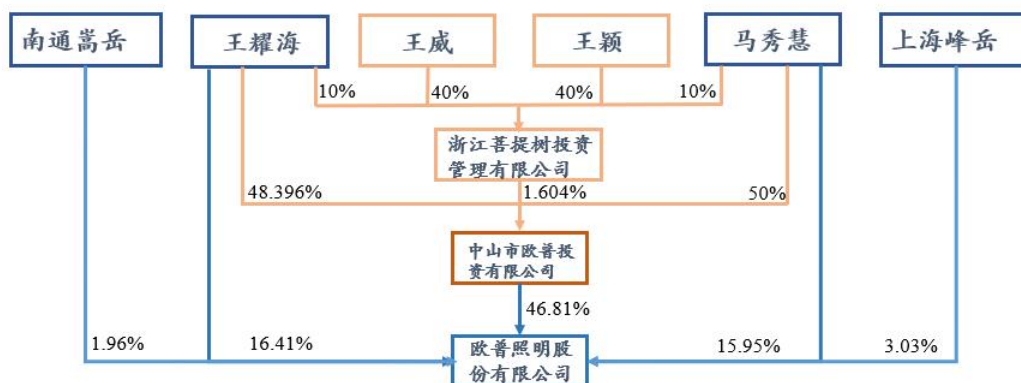 南通嵩岳
王耀海
王威
王颖
马秀慧
上海峰岳
10%
40%
40%
10%
浙江菩提树投资
管理有限公司
48.396%
1.604%
50%
中山市欧普投
资有限公司
46.81%
1.96%
16.41%
欧普照明股
份有限公司
15.95%
3.03%